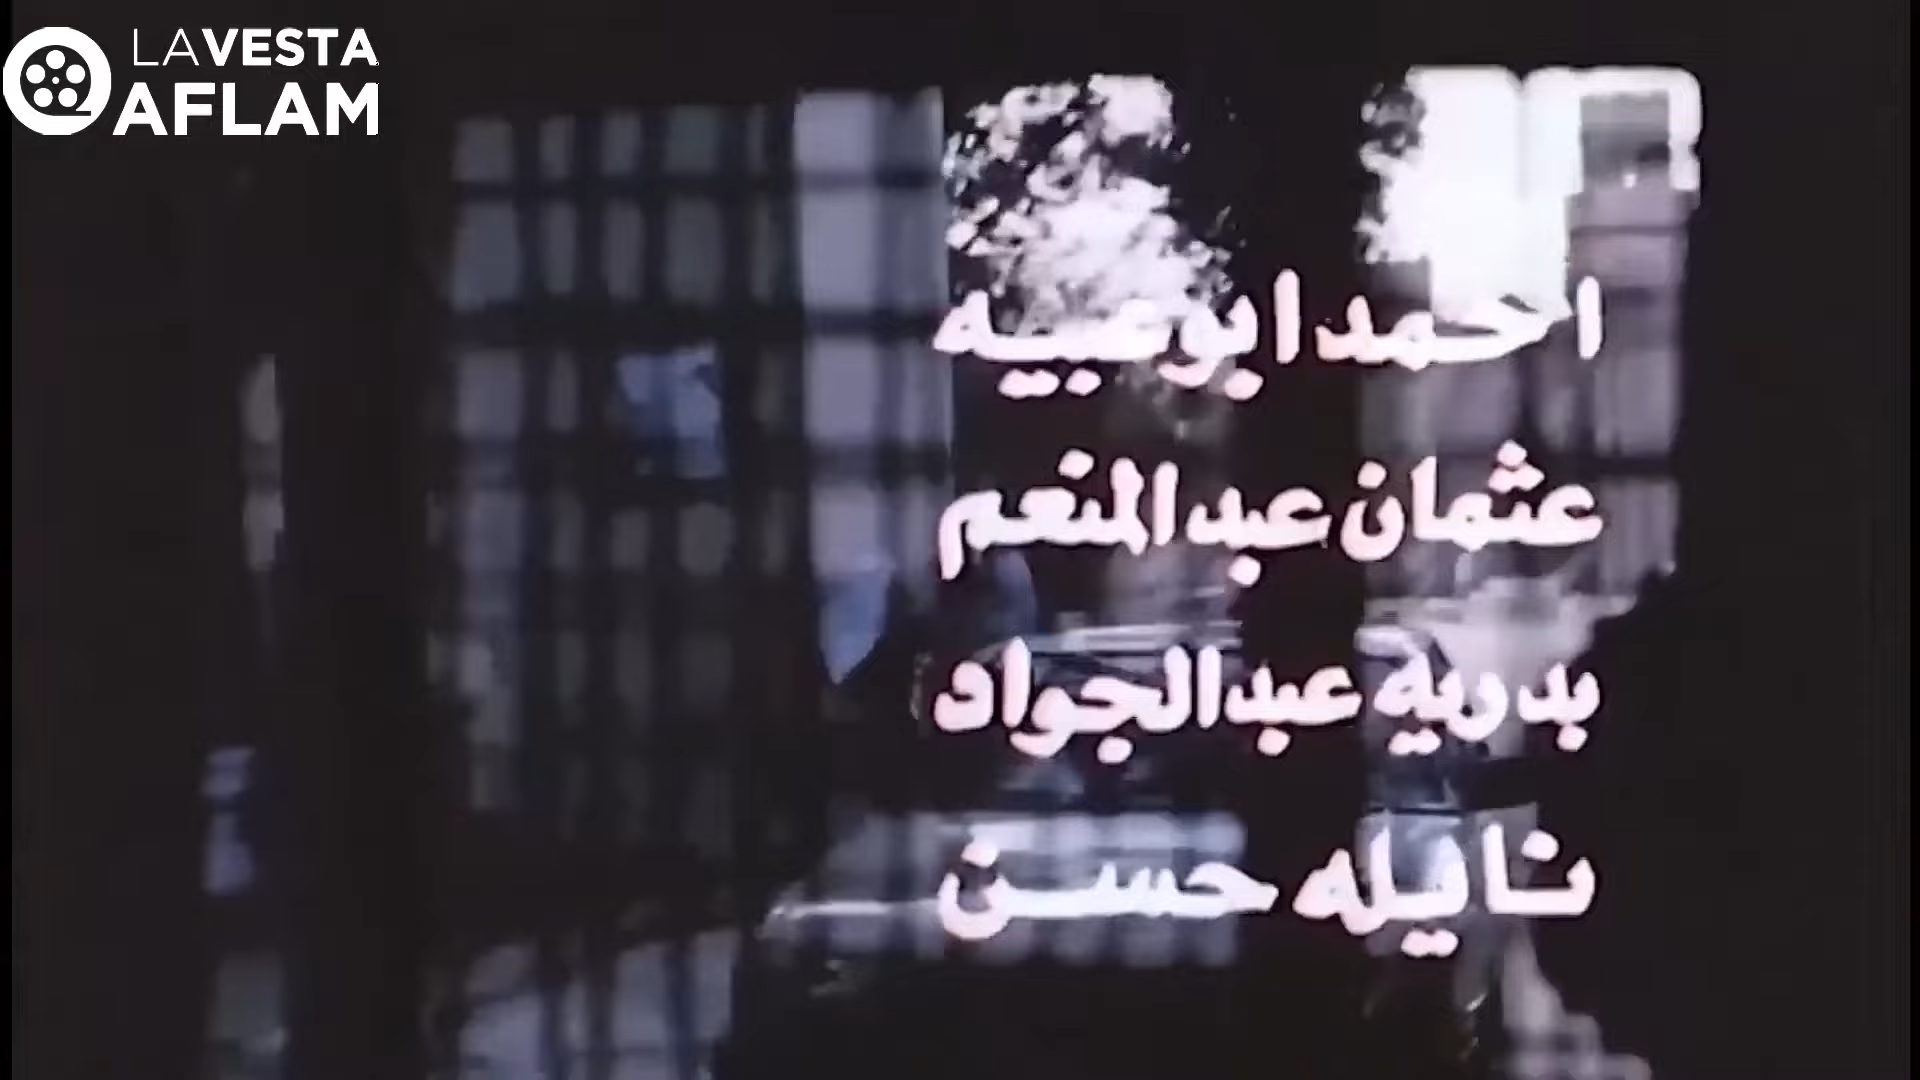 LAVESTA
AFLAM
احمد ابو عبيه
عثمان عبد المنعم
بدرية عبد الجواد
نايله حسن